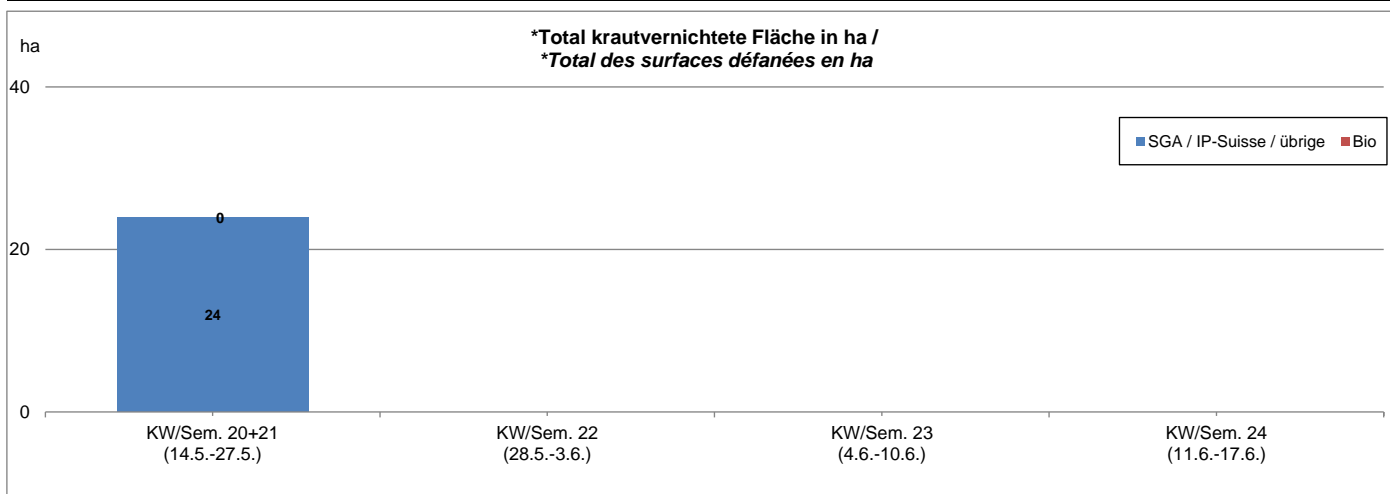 *Total krautvernichtete Fläche in ha /
*Total des surfaces défanées en ha
ha
40
SGA / IP-Suisse / übrige Bio
0
20
24
0
KW/Sem. 20+21 KW/Sem. 22 KW/Sem. 23 KW/Sem. 24
(14.5.-27.5.) (28.5.-3.6.) (4.6.-10.6.) (11.6.-17.6.)